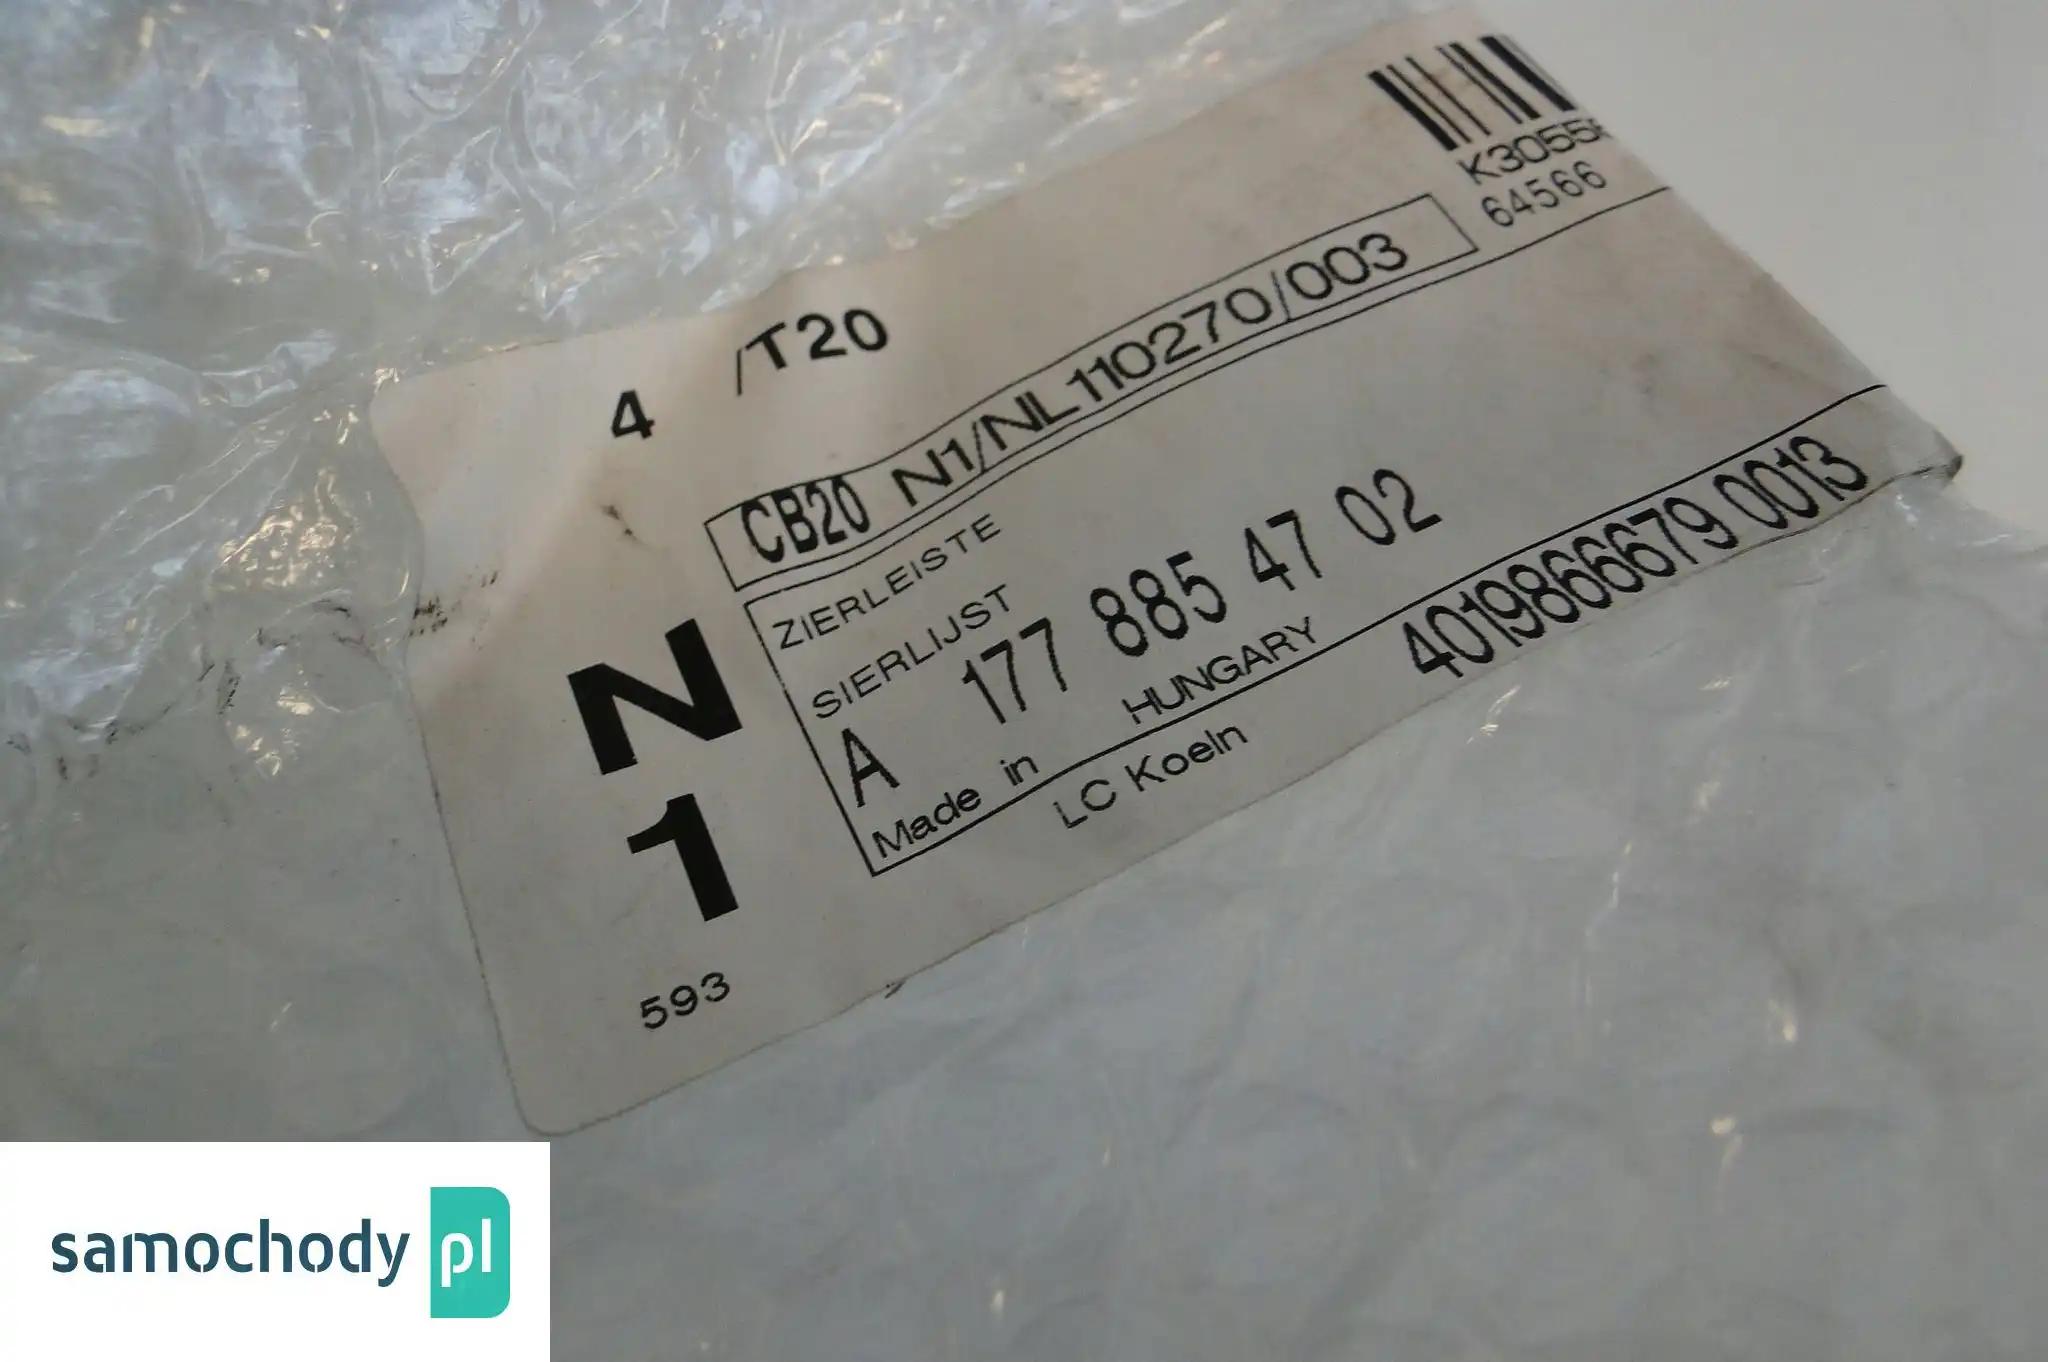 64566
4 /T20
CB20 N1/NL110270/003
ZIERLEISTE
SIERLIJST
A 177 885 47 02
Made in HUNGARY
LC Koeln 4019866679 0013
N
1
593
samochody pl